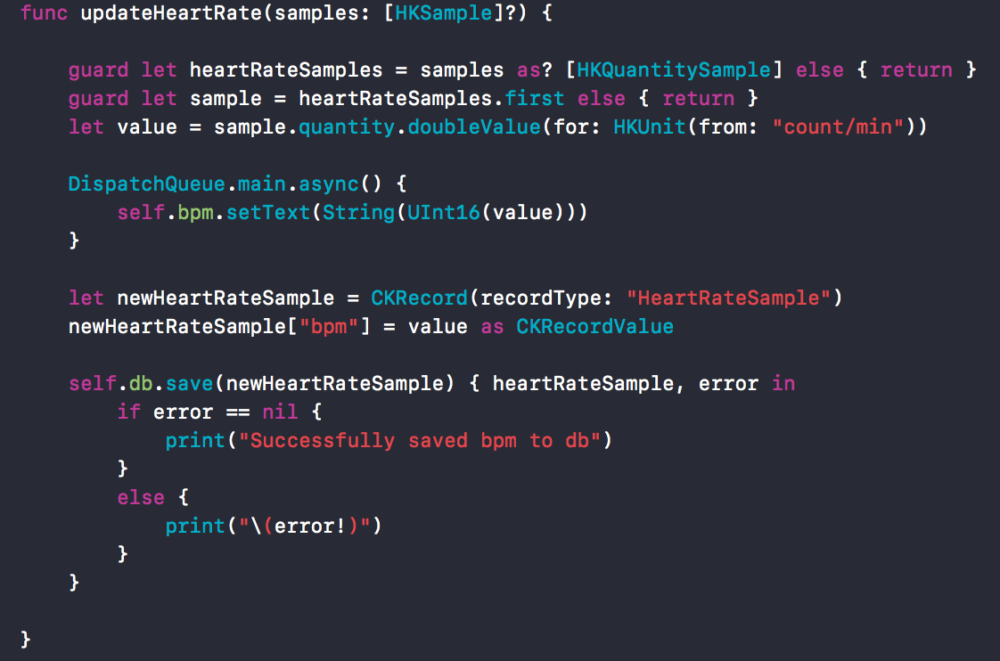 func updateHeartRate(samples: [HKSample]?) {
guard let heartRateSamples = samples as? [HKQuantitySample] else { return }
guard let sample = heartRateSamples.first else { return }
let value = sample.quantity.doubleValue(for: HKUnit(from: "count/min"))
DispatchQueue.main.async() {
self.bpm.setText(String(UInt16(value)))
}
let newHeartRateSample = CKRecord(recordType: "HeartRateSample")
newHeartRateSample["bpm"] = value as CKRecordValue
self.db.save(newHeartRateSample) { heartRateSample, error in
if error == nil {
print("Successfully saved bpm to db")
}
else {
print("\(error!)")
}
}
}